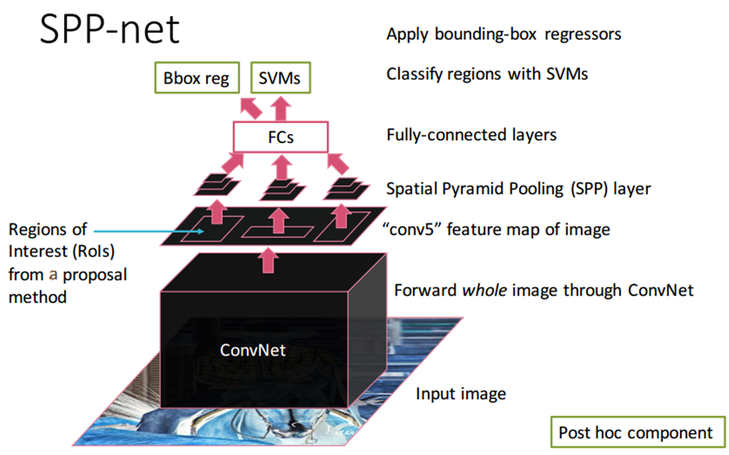 SPP-net
Apply bounding-box regressors
Bbox reg
SVMs
Classify regions with SVMs
FCs
Fully-connected layers
Spatial Pyramid Pooling (SPP) layer
Regions of
Interest (RoIs)
from a proposal
method
“conv5” feature map of image
Forward whole image through ConvNet
ConvNet
Input image
Post hoc component